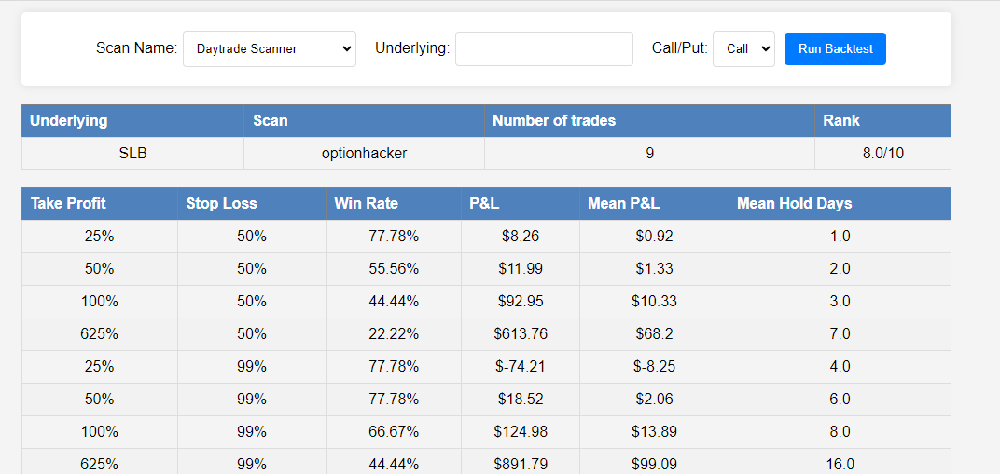 Scan Name: Daytrade Scanner Underlying: Call/Put: Call Run Backtest
Underlying Scan Number of trades Rank
SLB optionhacker 9 8.0/10
Take Profit Stop Loss Win Rate P&L Mean P&L Mean Hold Days
25% 50% 77.78% $8.26 $0.92 1.0
50% 50% 55.56% $11.99 $1.33 2.0
100% 50% 44.44% $92.95 $10.33 3.0
625% 50% 22.22% $613.76 $68.2 7.0
25% 99% 77.78% $-74.21 $-8.25 4.0
50% 99% 77.78% $18.52 $2.06 6.0
100% 99% 66.67% $124.98 $13.89 8.0
625% 99% 44.44% $891.79 $99.09 16.0